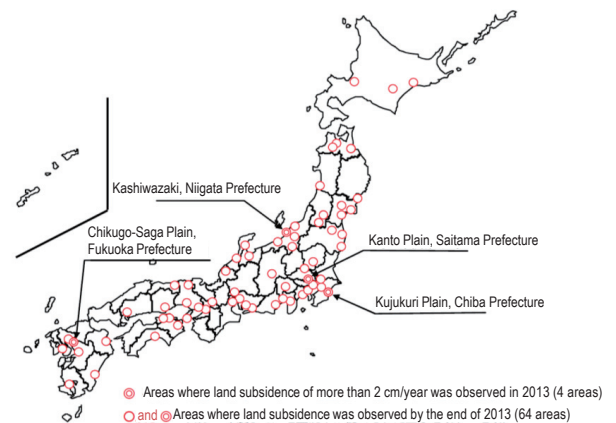 Kashiwazaki, Niigata Prefecture
Chikugo-Saga Plain,
Fukuoka Prefecture
Kanto Plain, Saitama Prefecture
Kujukuri Plain, Chiba Prefecture
Areas where land subsidence of more than 2 cm/year was observed in 2013 (4 areas)
and Areas where land subsidence was observed by the end of 2013 (64 areas)